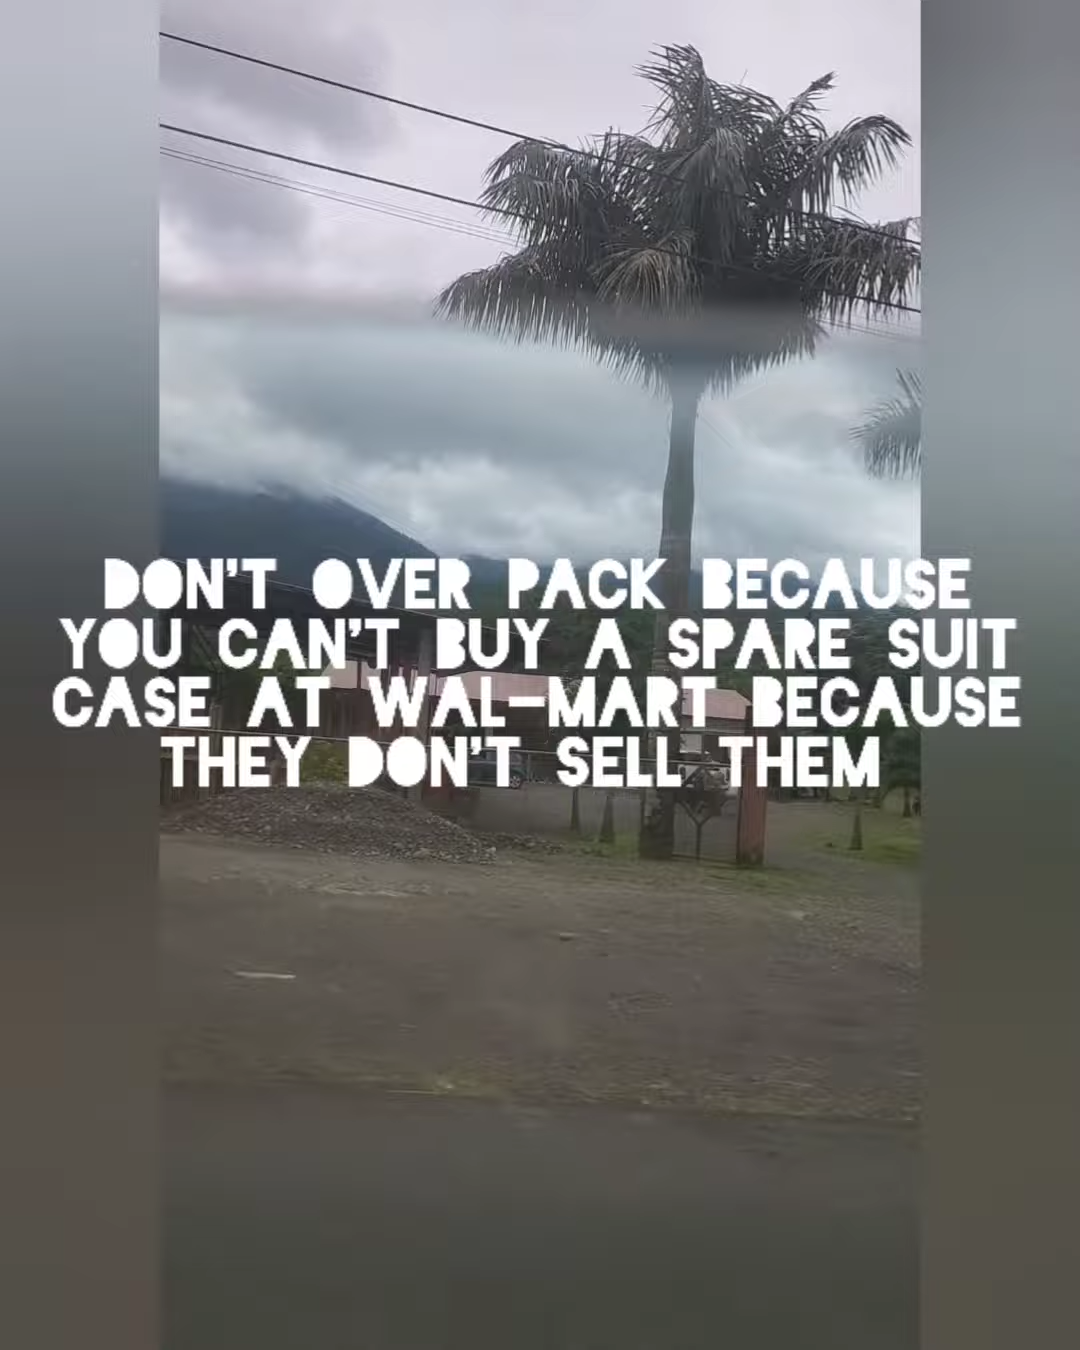 DON'T OVER PACK BECAUSE
YOU CAN'T BUY A SPARE SUIT
CASE AT WAL-MART BECAUSE
THEY DON'T SELL THEM